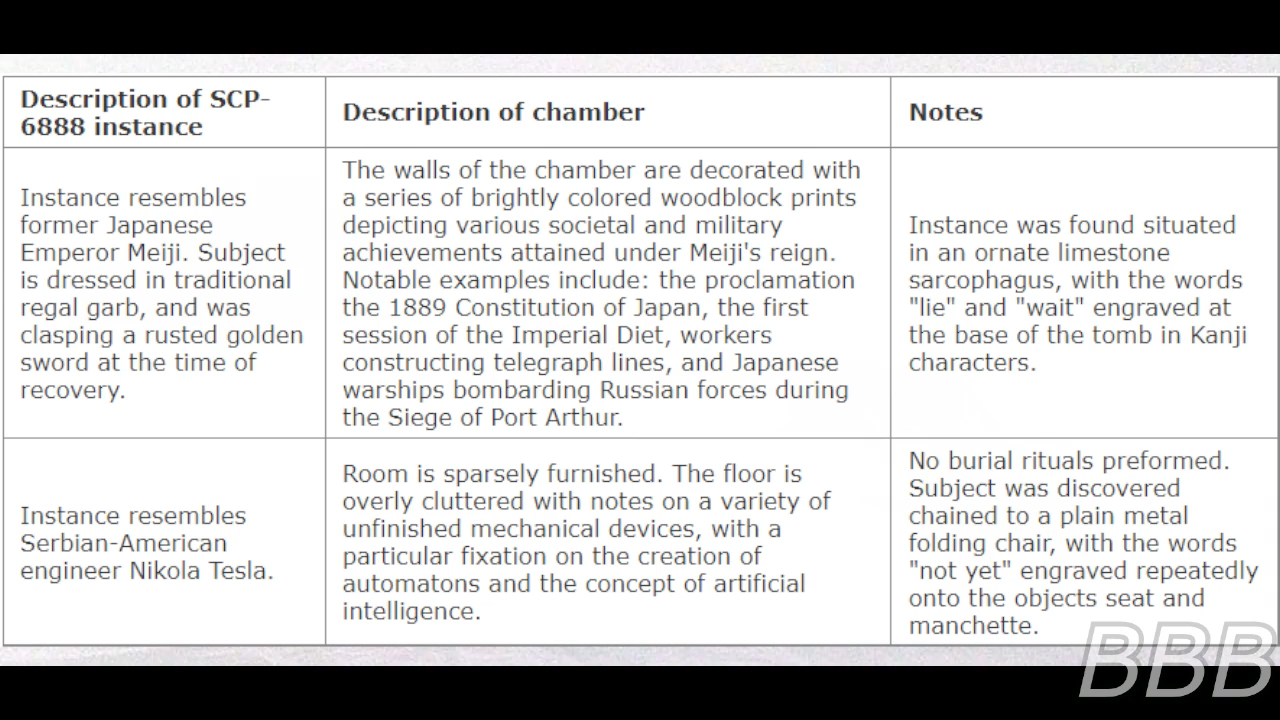 Description of SCP-
6888 instance
Description of chamber
Notes
Instance resembles
former Japanese
Emperor Meiji. Subject
is dressed in traditional
regal garb, and was
clasping a rusted golden
sword at the time of
recovery.
The walls of the chamber are decorated with
a series of brightly colored woodblock prints
depicting various societal and military
achievements attained under Meiji's reign.
Notable examples include: the proclamation
the 1889 Constitution of Japan, the first
session of the Imperial Diet, workers
constructing telegraph lines, and Japanese
warships bombarding Russian forces during
the Siege of Port Arthur.
Instance was found situated
in an ornate limestone
sarcophagus, with the words
"lie" and "wait" engraved at
the base of the tomb in Kanji
characters.
Instance resembles
Serbian-American
engineer Nikola Tesla.
Room is sparsely furnished. The floor is
overly cluttered with notes on a variety of
unfinished mechanical devices, with a
particular fixation on the creation of
automatons and the concept of artificial
intelligence.
No burial rituals preformed.
Subject was discovered
chained to a plain metal
folding chair, with the words
"not yet" engraved repeatedly
onto the objects seat and
manchette.
BBB